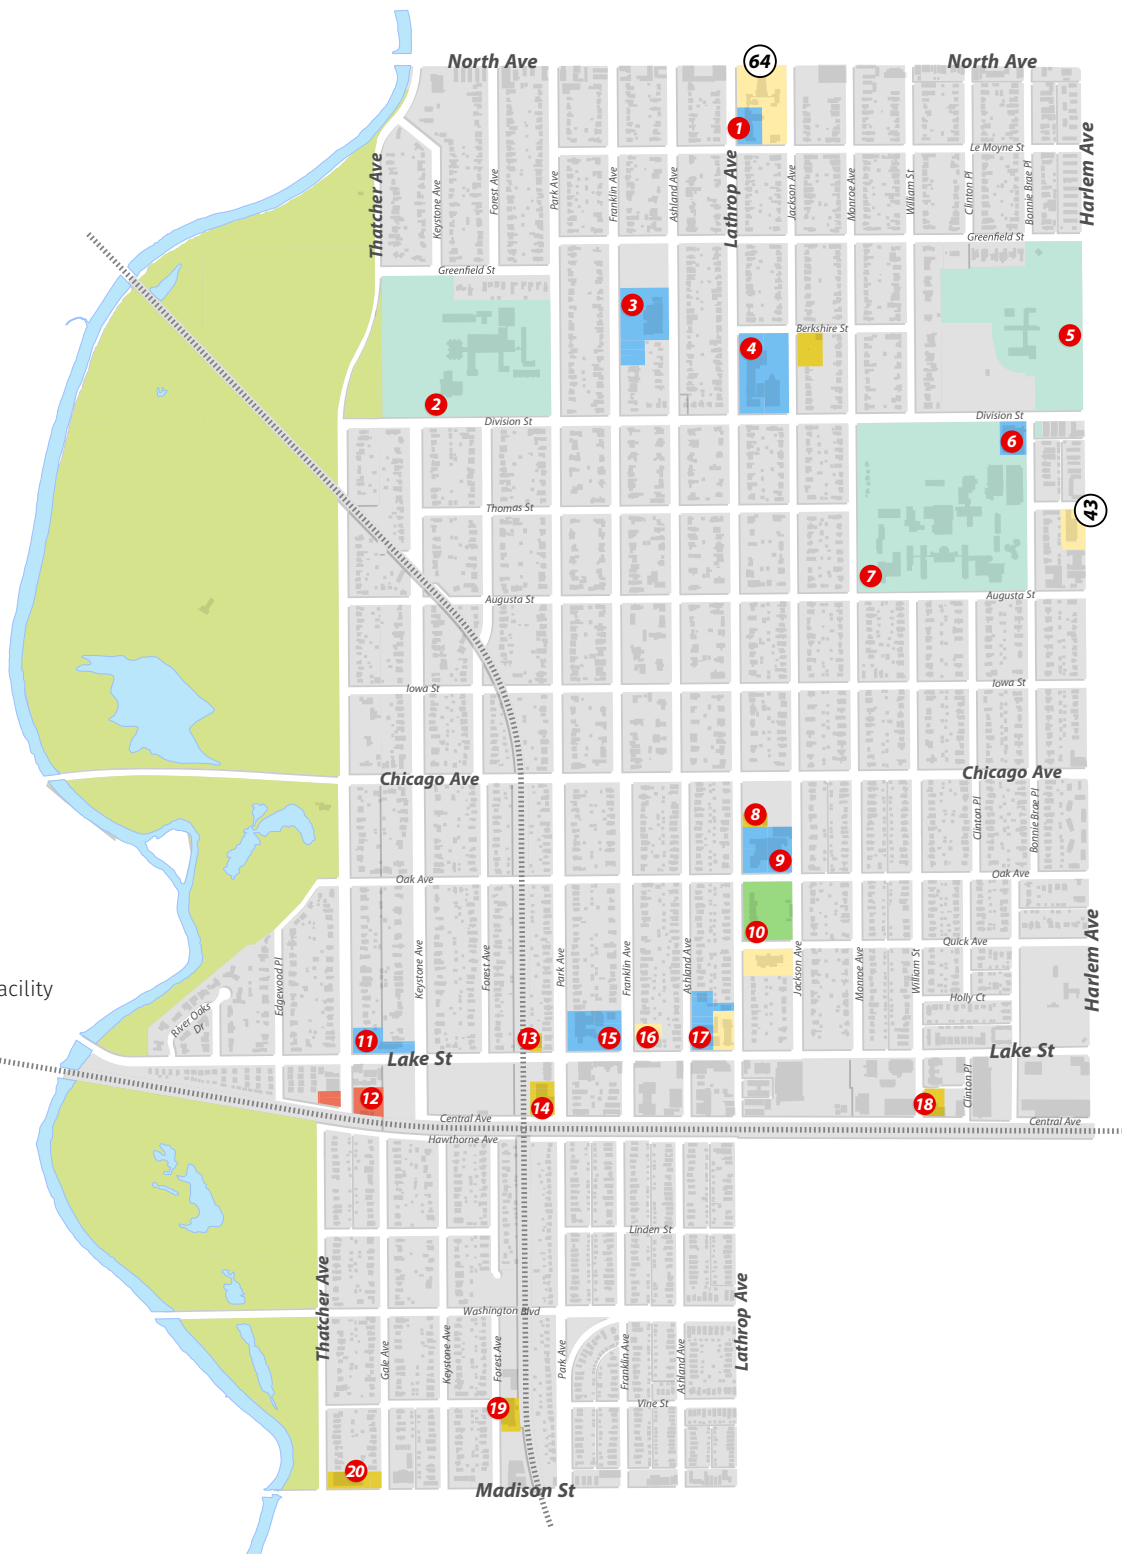 North Ave
64
North Ave
1
Le Moyne St
Thatcher Ave
Keystone Ave
Forest Ave
Park Ave
Franklin Ave
Ashland Ave
Lathrop Ave
Jackson Ave
Monroe Ave
William St
Clinton Pl
Bonnie Brae Pl
Harlem Ave
Greenfield St
Greenfield St
3
Berkshire St
4
5
2
Division St
Division St
6
Thomas St
43
7
Augusta St
Augusta St
Iowa St
Iowa St
Chicago Ave
Chicago Ave
8
Clinton Pl
Bonnie Brae Pl
9
Oak Ave
Oak Ave
10
Quick Ave
Edgewood Pl
Keystone Ave
Forest Ave
Park Ave
Franklin Ave
Ashland Ave
Jackson Ave
Monroe Ave
William St
Harlem Ave
acility
Holly Ct
River Oaks
Dr
11
13
15
16
17
Lake St
Lake St
12
14
18
Clinton Pl
Central Ave
Central Ave
Hawthorne Ave
Linden St
Thatcher Ave
Lathrop Ave
Washington Blvd
Gale Ave
Keystone Ave
Forest Ave
Park Ave
Franklin Ave
Ashland Ave
Vine St
19
20
Madison St